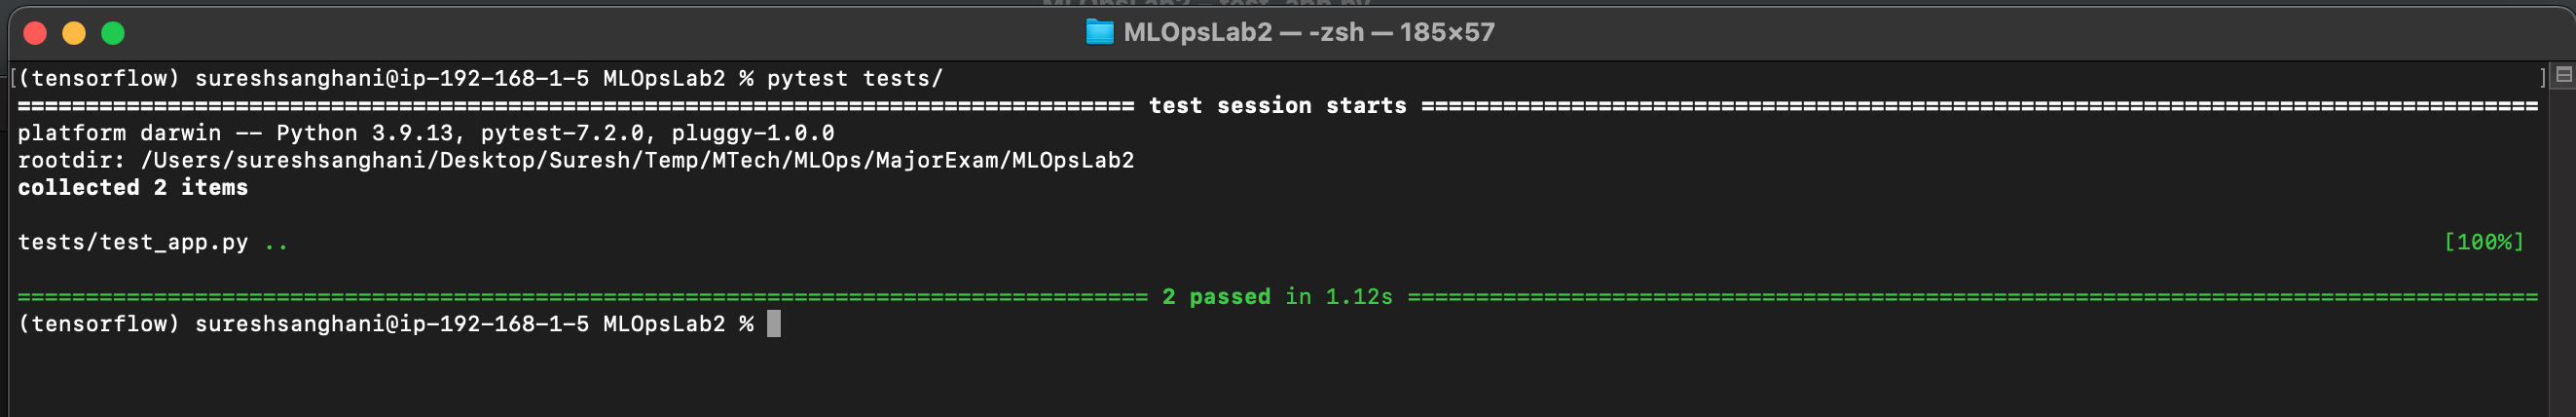 MLOpsLab2 — -zsh — 185×57
[(tensorflow) sureshsanghani@ip-192-168-1-5 MLOpsLab2 % pytest tests/ ]
================================================================================== test session starts ==================================================================================
platform darwin -- Python 3.9.13, pytest-7.2.0, pluggy-1.0.0
rootdir: /Users/sureshsanghani/Desktop/Suresh/Temp/MTech/MLOps/MajorExam/MLOpsLab2
collected 2 items
tests/test_app.py .. [100%]
=================================================================================== 2 passed in 1.12s ===================================================================================
(tensorflow) sureshsanghani@ip-192-168-1-5 MLOpsLab2 %